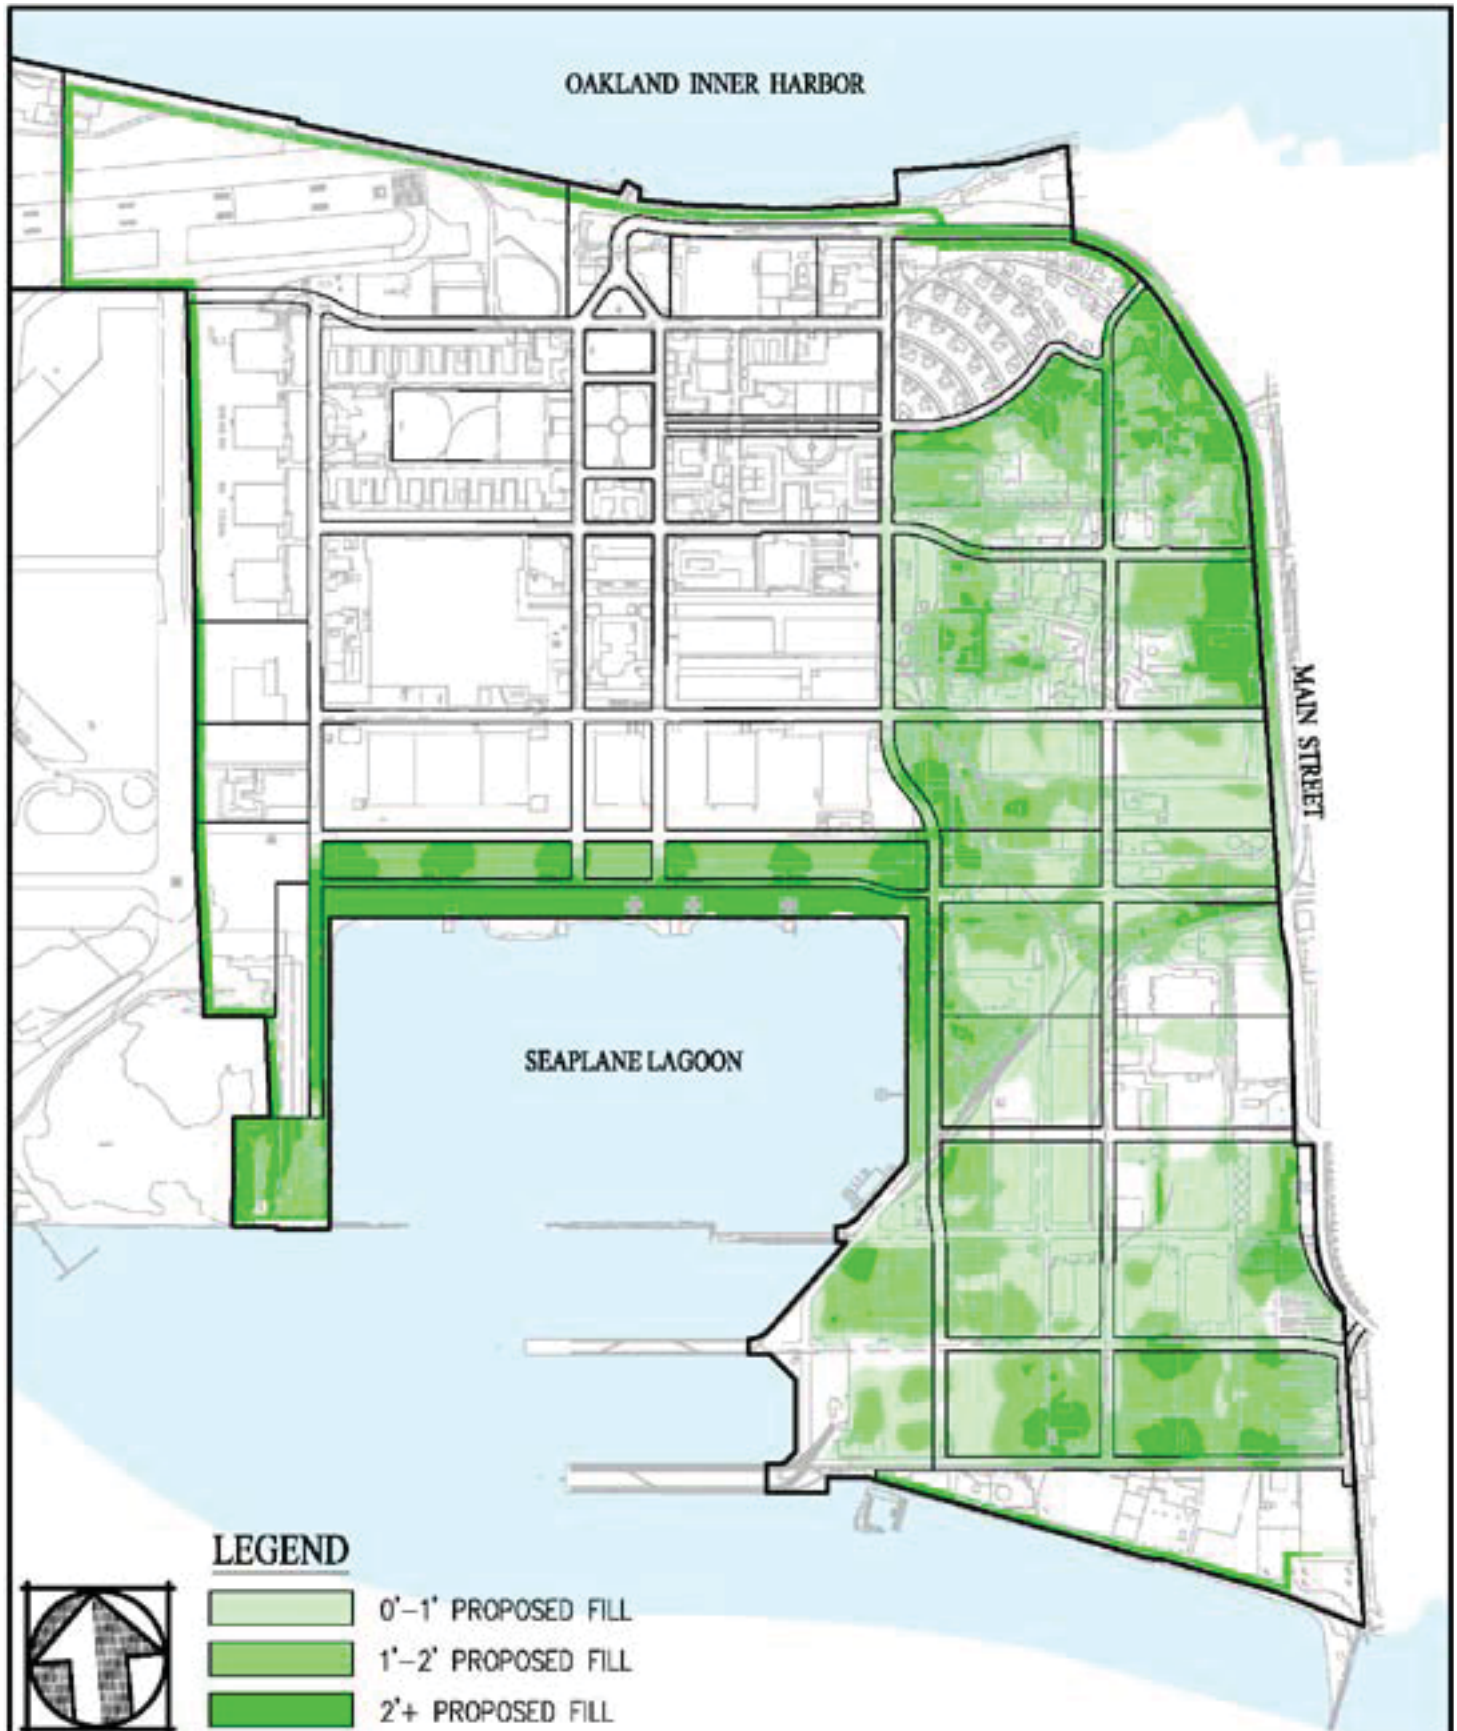 OAKLAND INNER HARBOR
MAIN STREET
SEAPLANE LAGOON
LEGEND
0'-1' PROPOSED FILL
1'-2' PROPOSED FILL
2'+ PROPOSED FILL